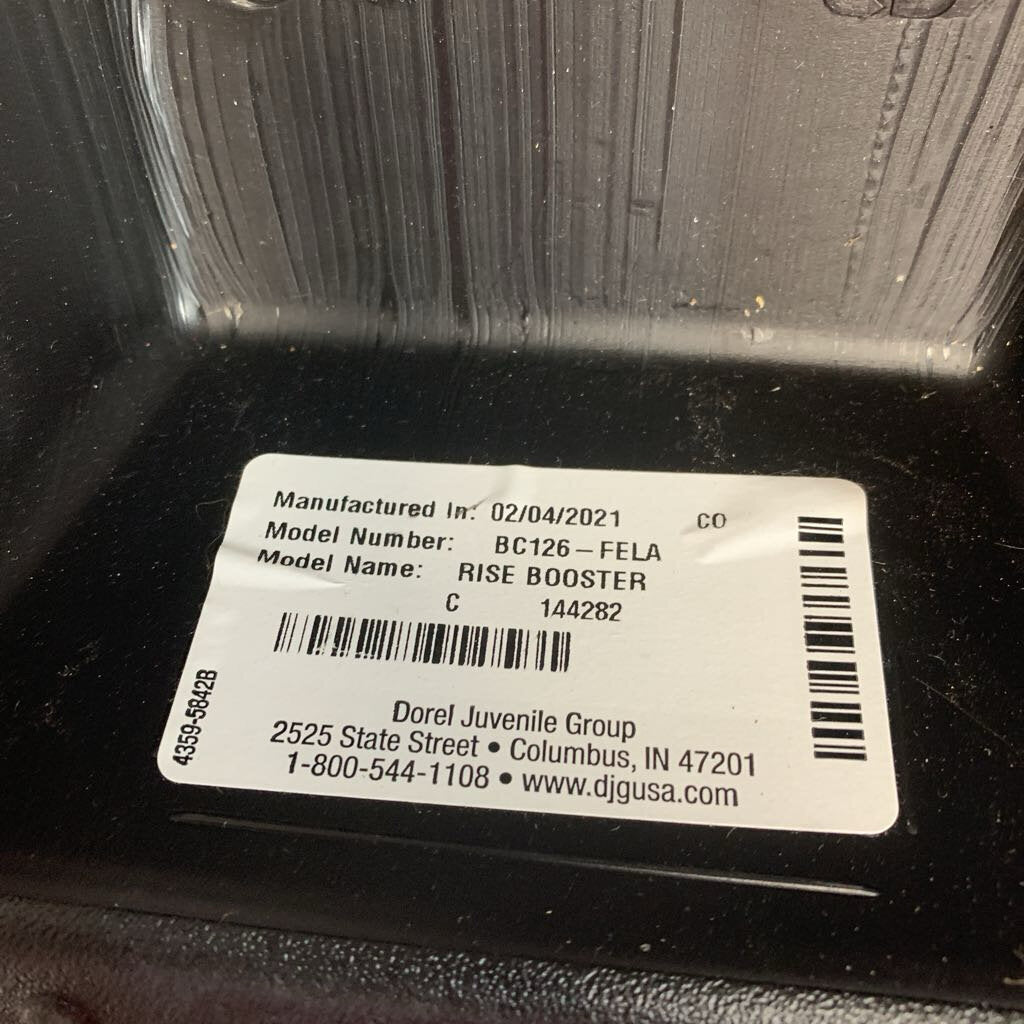 Manufactured In: 02/04/2021 CO
Model Number: BC126-FELA
Model Name: RISE BOOSTER
C 144282
4359-5842B
Dorel Juvenile Group
2525 State Street • Columbus, IN 47201
1-800-544-1108 • www.djgusa.com